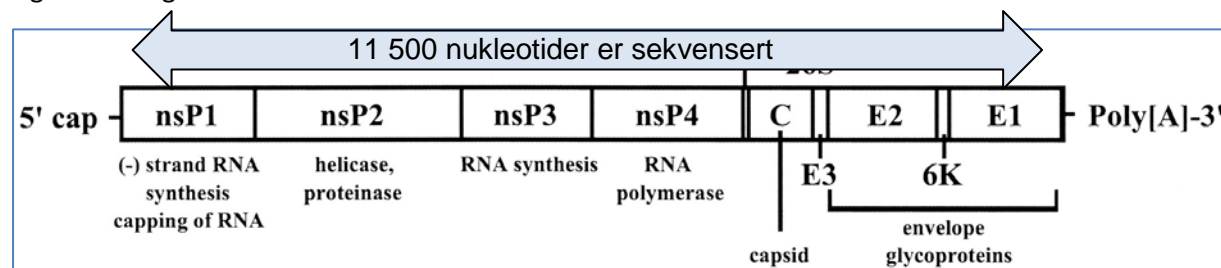 11 500 nukleotider er sekvensert
5' cap nsP1 nsP2 nsP3 nsP4 C E2 E1 Poly[A]-3'
E3 6K
(-) strand RNA
synthesis
capping of RNA
helicase,
proteinase
RNA synthesis
RNA
polymerase
capsid
envelope
glycoproteins